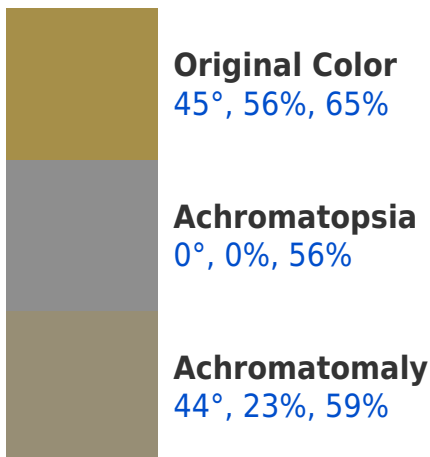 Original Color
45°, 56%, 65%
Achromatopsia
0°, 0%, 56%
Achromatomaly
44°, 23%, 59%